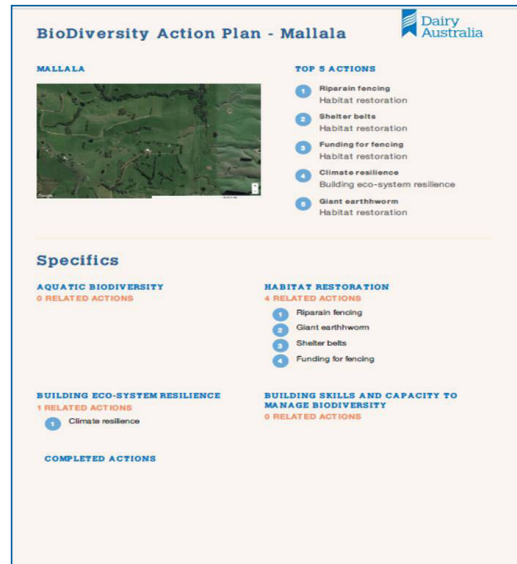 BioDiversity Action Plan - Mallala
Dairy
Australia
MALLALA
TOP 5 ACTIONS
1 Riparain fencing
Habitat restoration
2 Shelter belts
Habitat restoration
3 Funding for fencing
Habitat restoration
4 Climate resilience
Building eco-system resilience
5 Giant earthhworm
Habitat restoration
Specifics
AQUATIC BIODIVERSITY
0 RELATED ACTIONS
HABITAT RESTORATION
4 RELATED ACTIONS
1 Riparain fencing
2 Giant earthhworm
3 Shelter belts
4 Funding for fencing
BUILDING ECO-SYSTEM RESILIENCE
1 RELATED ACTIONS
1 Climate resilience
BUILDING SKILLS AND CAPACITY TO
MANAGE BIODIVERSITY
0 RELATED ACTIONS
COMPLETED ACTIONS